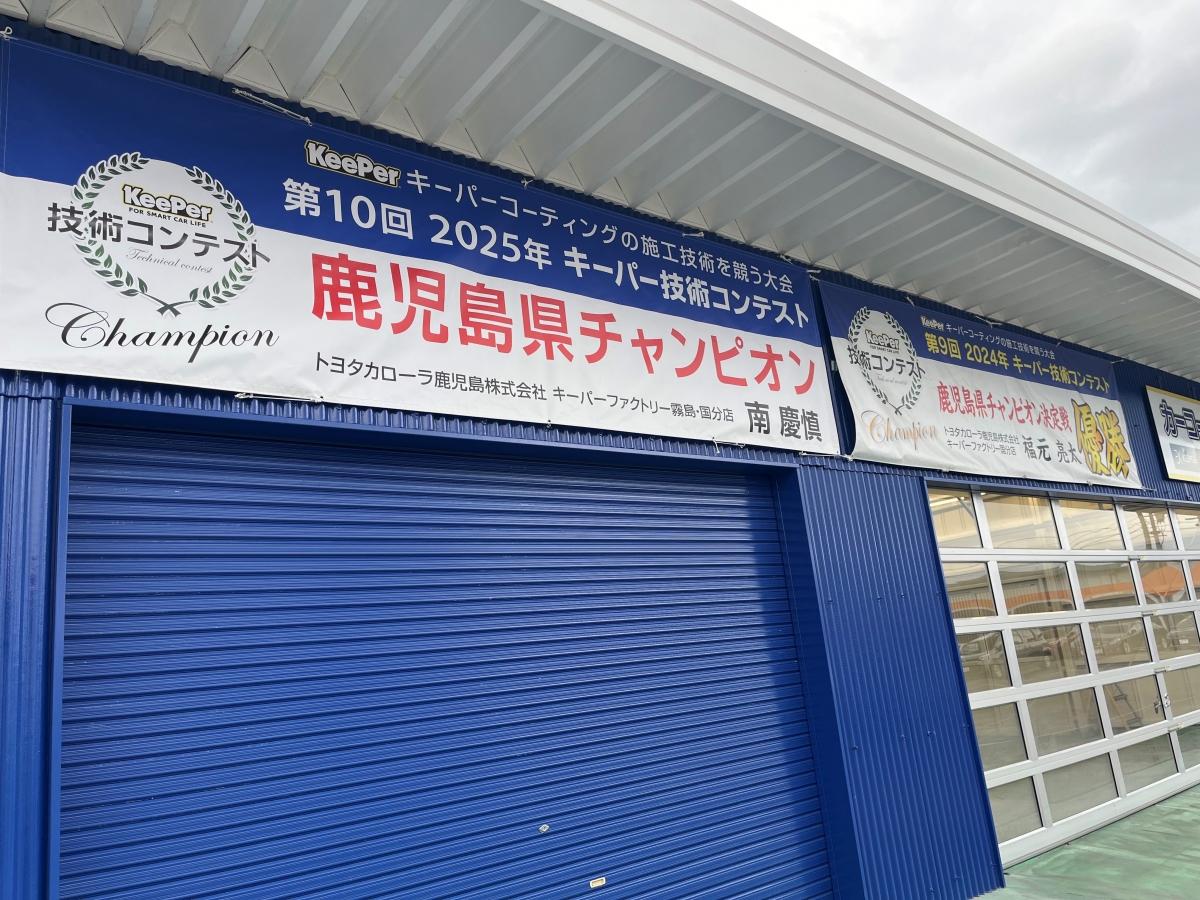 KeePer キーパーコーティングの施工技術を競う大会
第10回 2025年 キーパー技術コンテスト
鹿児島県チャンピオン
トヨタカローラ鹿児島株式会社 キーパーファクトリー霧島・国分店 南 慶慎
KeePer
FOR SMART CAR LIFE
技術コンテスト
Technical contest
Champion
KeePer キーパーコーティングの施工技術を競う大会
第9回 2024年 キーパー技術コンテスト
鹿児島県チャンピオン決定戦
優勝
トヨタカローラ鹿児島株式会社
キーパーファクトリー国分店
福元 亮太
KeePer
FOR SMART CAR LIFE
技術コンテスト
Champion